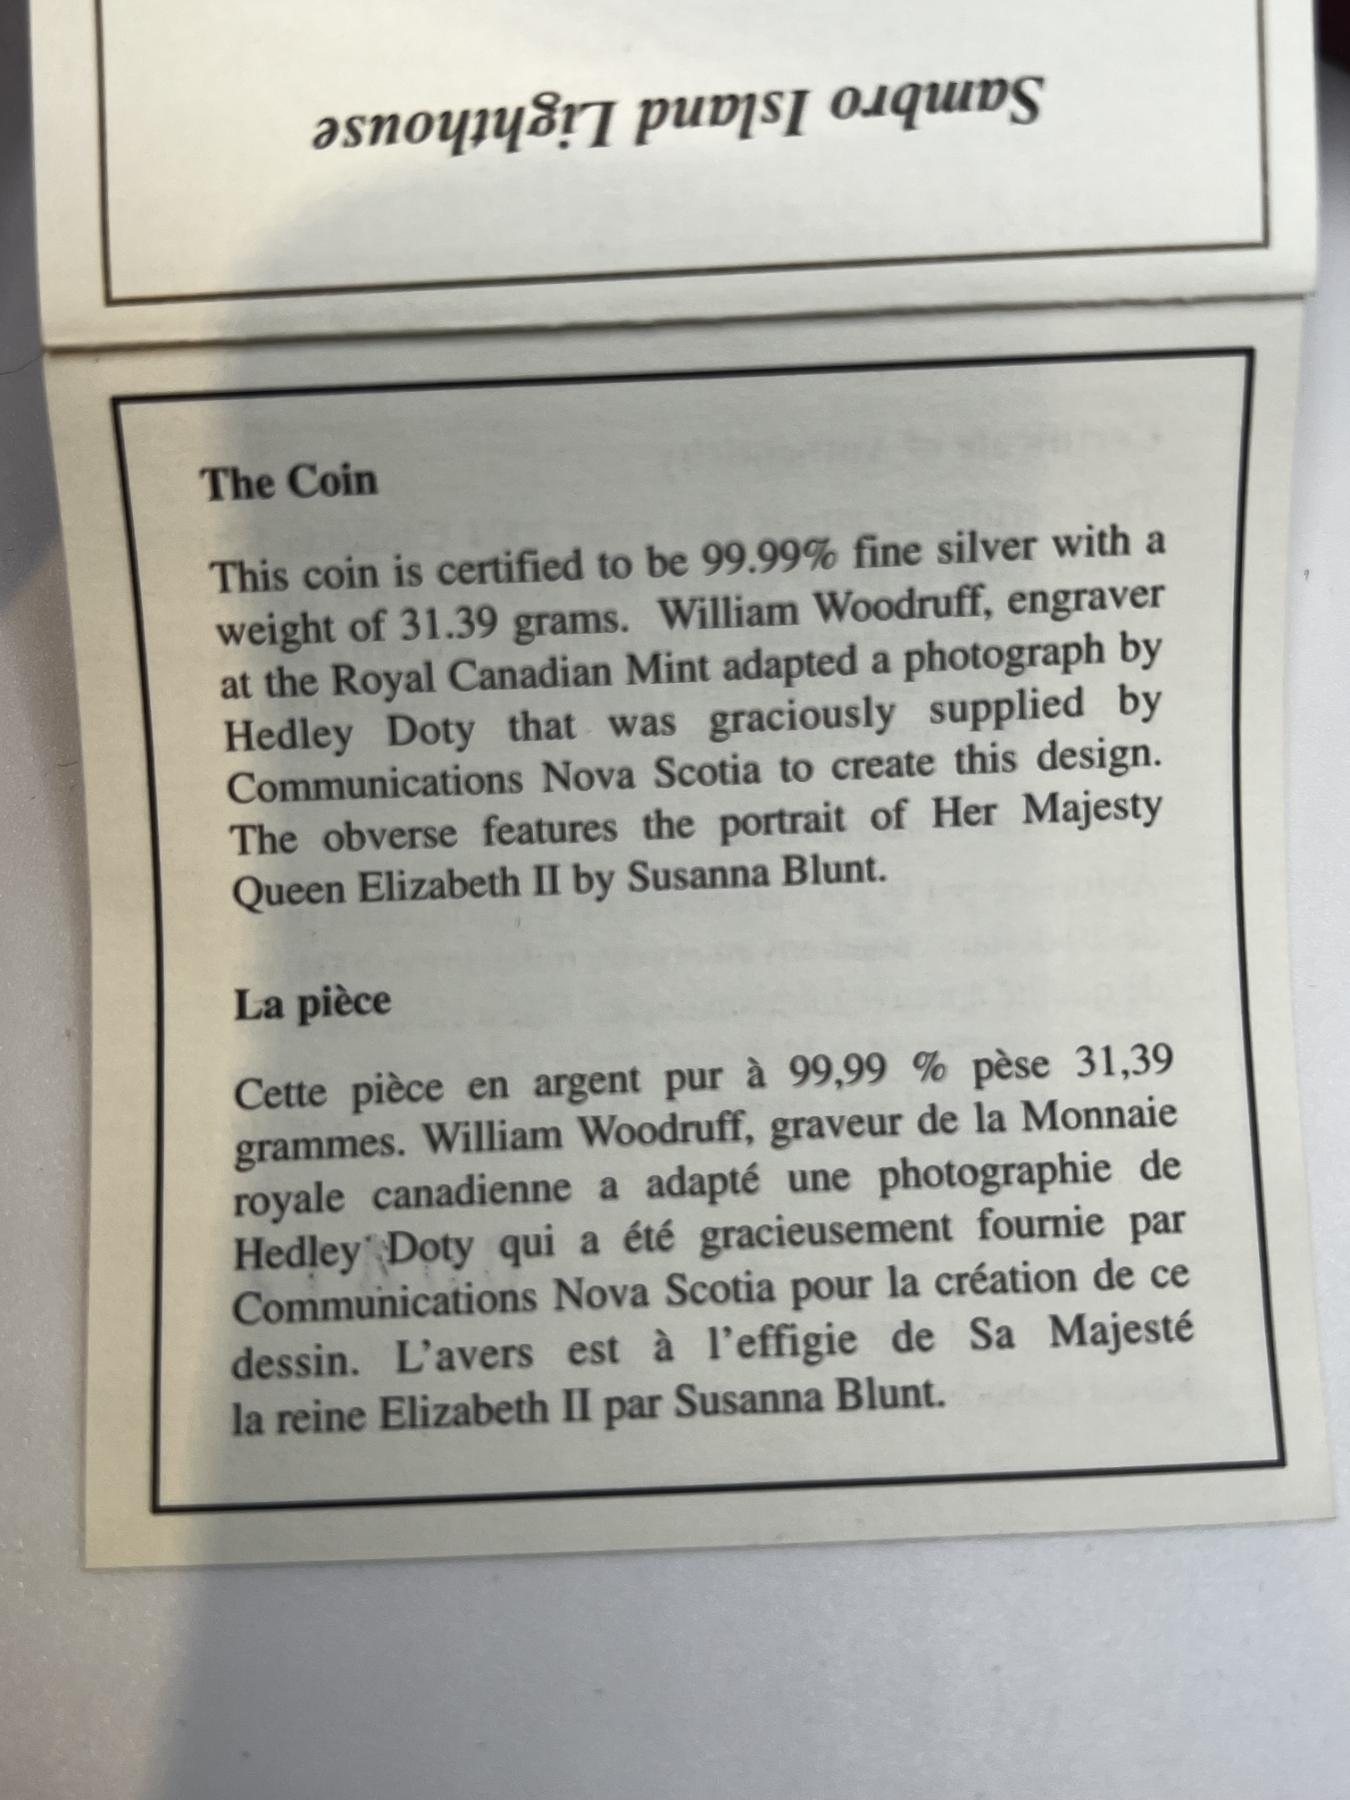 Sambro Island Lighthouse
The Coin
This coin is certified to be 99.99% fine silver with a
weight of 31.39 grams. William Woodruff, engraver
at the Royal Canadian Mint adapted a photograph by
Hedley Doty that was graciously supplied by
Communications Nova Scotia to create this design.
The obverse features the portrait of Her Majesty
Queen Elizabeth II by Susanna Blunt.
La pièce
Cette pièce en argent pur à 99,99 % pèse 31,39
grammes. William Woodruff, graveur de la Monnaie
royale canadienne a adapté une photographie de
Hedley Doty qui a été gracieusement fournie par
Communications Nova Scotia pour la création de ce
dessin. L'avers est à l'effigie de Sa Majesté
la reine Elizabeth II par Susanna Blunt.